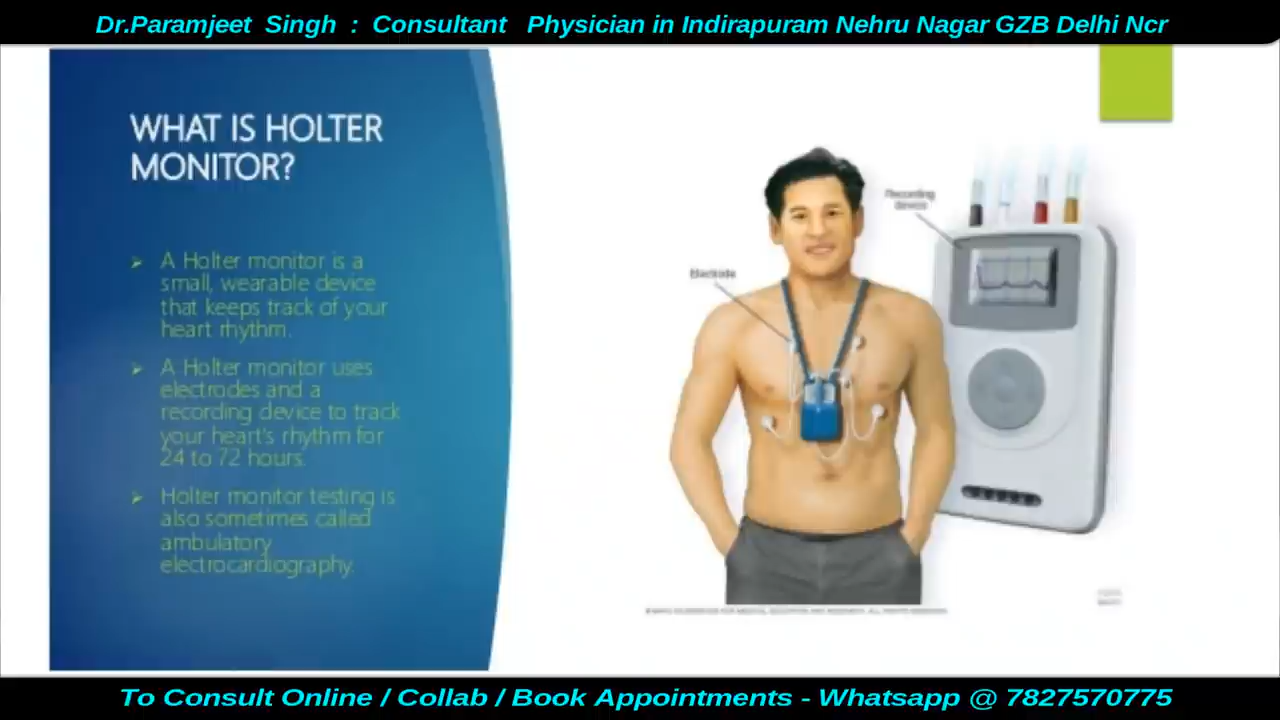 Dr.Paramjeet Singh : Consultant Physician in Indirapuram Nehru Nagar GZB Delhi Ncr
WHAT IS HOLTER
MONITOR?
➢ A Holter monitor is a
small, wearable device
that keeps track of your
heart rhythm.
➢ A Holter monitor uses
electrodes and a
recording device to track
your heart's rhythm for
24 to 72 hours.
➢ Holter monitor testing is
also sometimes called
ambulatory
electrocardiography.
Recording
device
Electrode
To Consult Online / Collab / Book Appointments - Whatsapp @ 7827570775